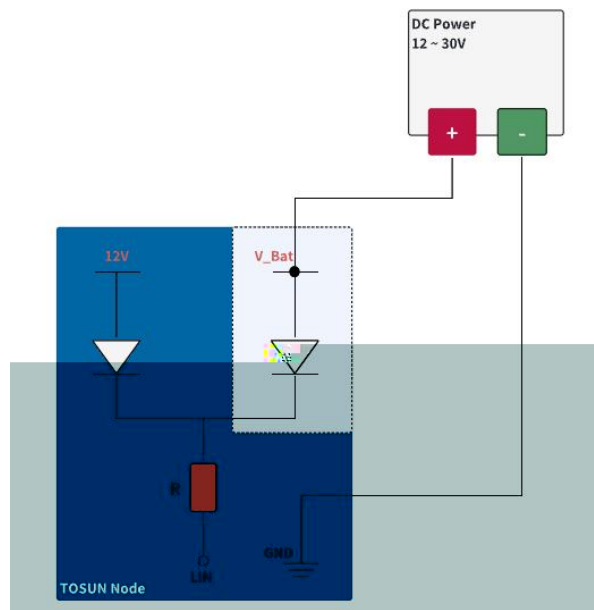 DC Power
12 ~ 30V
+
-
12V
V_Bat
R
GND
LIN
TOSUN Node